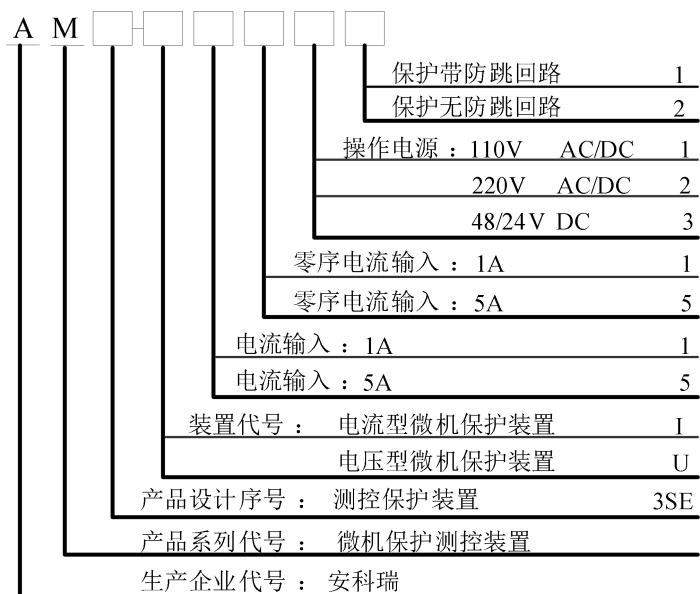 A M □-□ □ □ □ □
保护带防跳回路 1
保护无防跳回路 2
操作电源：110V AC/DC 1
220V AC/DC 2
48/24V DC 3
零序电流输入：1A 1
零序电流输入：5A 5
电流输入：1A 1
电流输入：5A 5
装置代号： 电流型微机保护装置 I
电压型微机保护装置 U
产品设计序号： 测控保护装置 3SE
产品系列代号： 微机保护测控装置
生产企业代号： 安科瑞